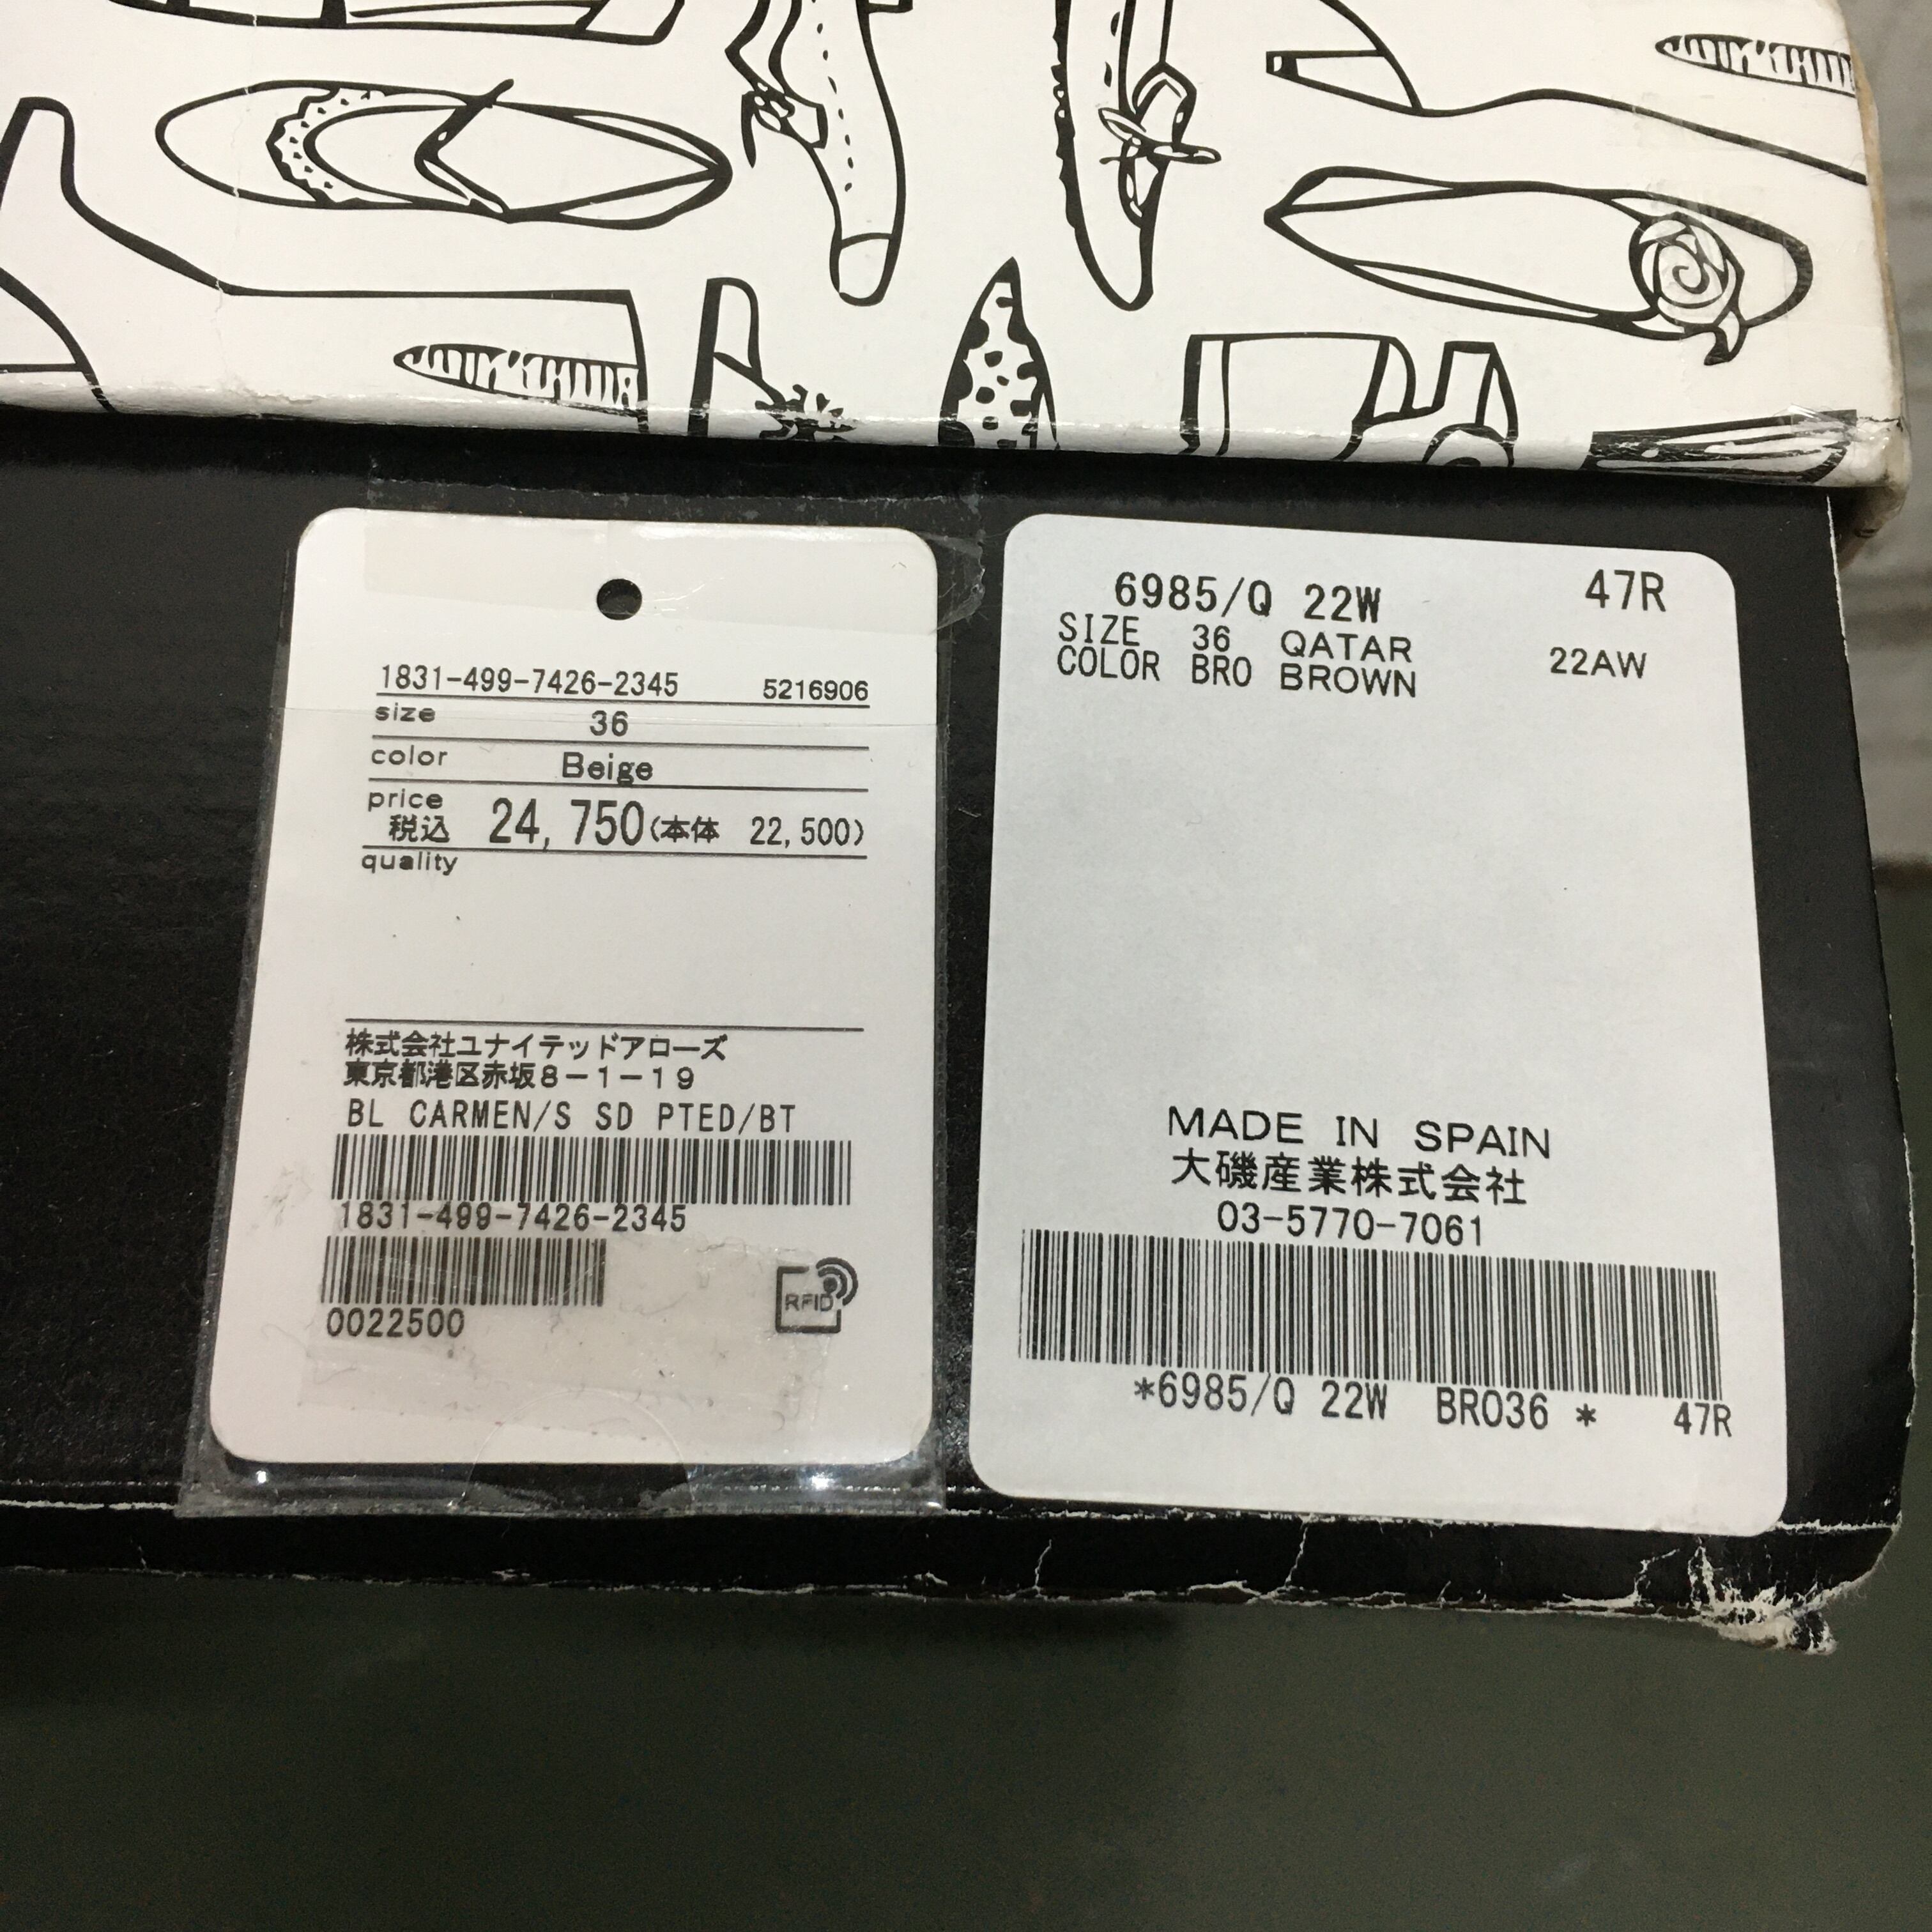 1831-499-7426-2345 5216906
size 36
color Beige
price
税込 24,750(本体 22,500)
quality
株式会社ユナイテッドアローズ
東京都港区赤坂8-1-19
BL CARMEN/S SD PTED/BT
1831-499-7426-2345
0022500
RFID
6985/Q 22W 47R
SIZE 36 QATAR
COLOR BRO BROWN 22AW
MADE IN SPAIN
大磯産業株式会社
03-5770-7061
*6985/Q 22W BRO36 * 47R